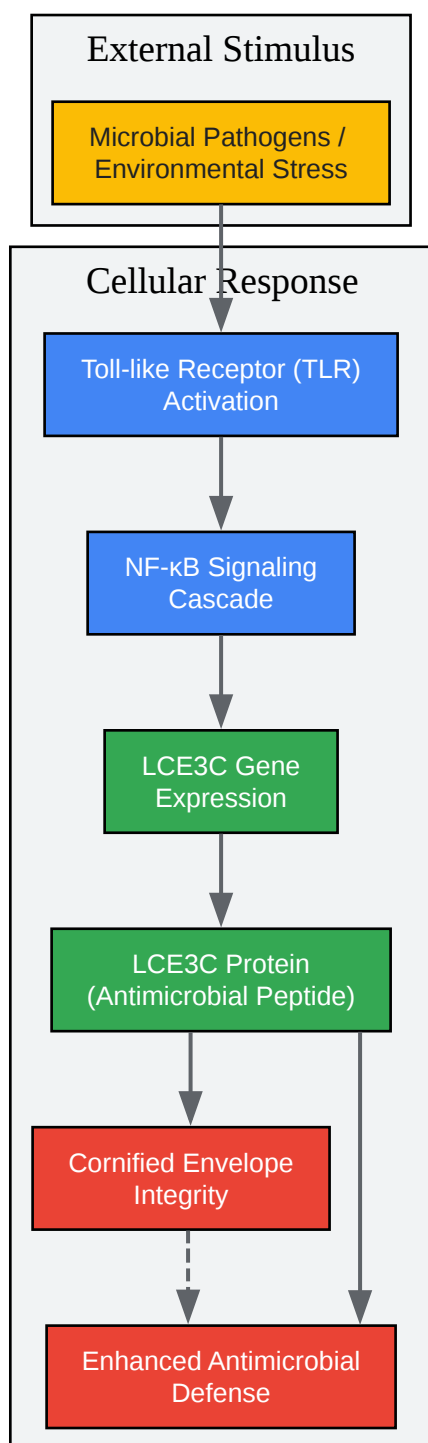 External Stimulus
Microbial Pathogens /
Environmental Stress
Cellular Response
Toll-like Receptor (TLR)
Activation
NF-κB Signaling
Cascade
LCE3C Gene
Expression
LCE3C Protein
(Antimicrobial Peptide)
Cornified Envelope
Integrity
Enhanced Antimicrobial
Defense